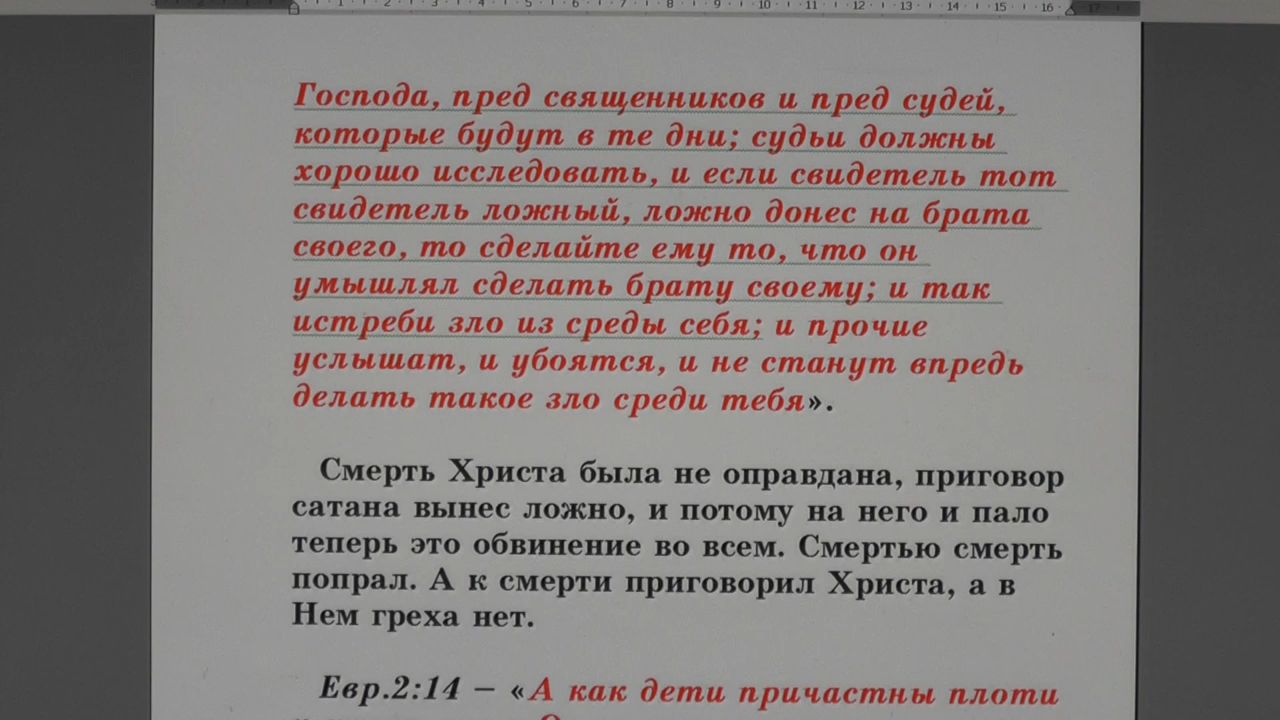 Господа, пред священников и пред судей,
которые будут в те дни; судьи должны
хорошо исследовать, и если свидетель тот
свидетель ложный, ложно донес на брата
своего, то сделайте ему то, что он
умышлял сделать брату своему; и так
истреби зло из среды себя; и прочие
услышат, и убоятся, и не станут впредь
делать такое зло среди тебя».
Смерть Христа была не оправдана, приговор
сатана вынес ложно, и потому на него и пало
теперь это обвинение во всем. Смертью смерть
попрал. А к смерти приговорил Христа, а в
Нем греха нет.
Евр.2:14 – «А как дети причастны плоти